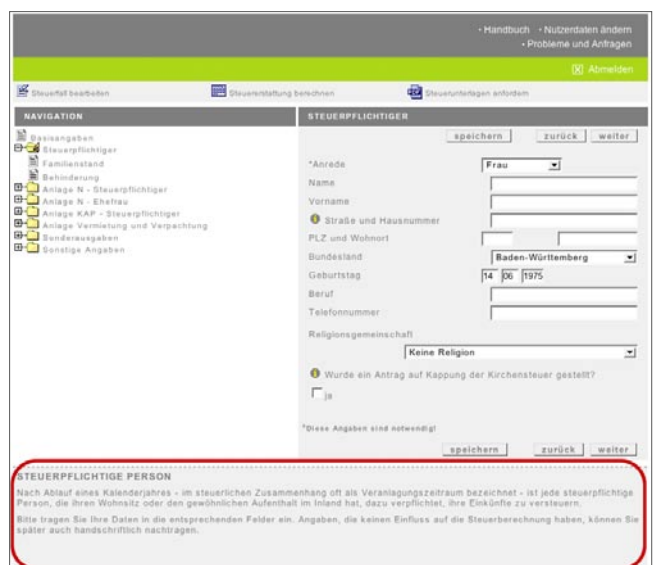 · Handbuch · Nutzerdaten ändern
· Probleme und Anfragen
Abmelden
Steuerfall bearbeiten Steuererstattung berechnen Steuerunterlagen anfordern
NAVIGATION
Basisangaben
Steuerpflichtiger
Familienstand
Behinderung
Anlage N - Steuerpflichtiger
Anlage N - Ehefrau
Anlage KAP - Steuerpflichtiger
Anlage Vermietung und Verpachtung
Sonderausgaben
Sonstige Angaben
STEUERPFLICHTIGER
speichern zurück weiter
*Anrede Frau
Name
Vorname
Straße und Hausnummer
PLZ und Wohnort
Bundesland Baden-Württemberg
Geburtstag 14 06 1975
Beruf
Telefonnummer
Religionsgemeinschaft
Keine Religion
Wurde ein Antrag auf Kappung der Kirchensteuer gestellt?
ja
*Diese Angaben sind notwendig!
speichern zurück weiter
STEUERPFLICHTIGE PERSON
Nach Ablauf eines Kalenderjahres - im steuerlichen Zusammenhang oft als Veranlagungszeitraum bezeichnet - ist jede steuerpflichtige
Person, die ihren Wohnsitz oder den gewöhnlichen Aufenthalt im Inland hat, dazu verpflichtet, ihre Einkünfte zu versteuern.
Bitte tragen Sie Ihre Daten in die entsprechenden Felder ein. Angaben, die keinen Einfluss auf die Steuerberechnung haben, können Sie
später auch handschriftlich nachtragen.